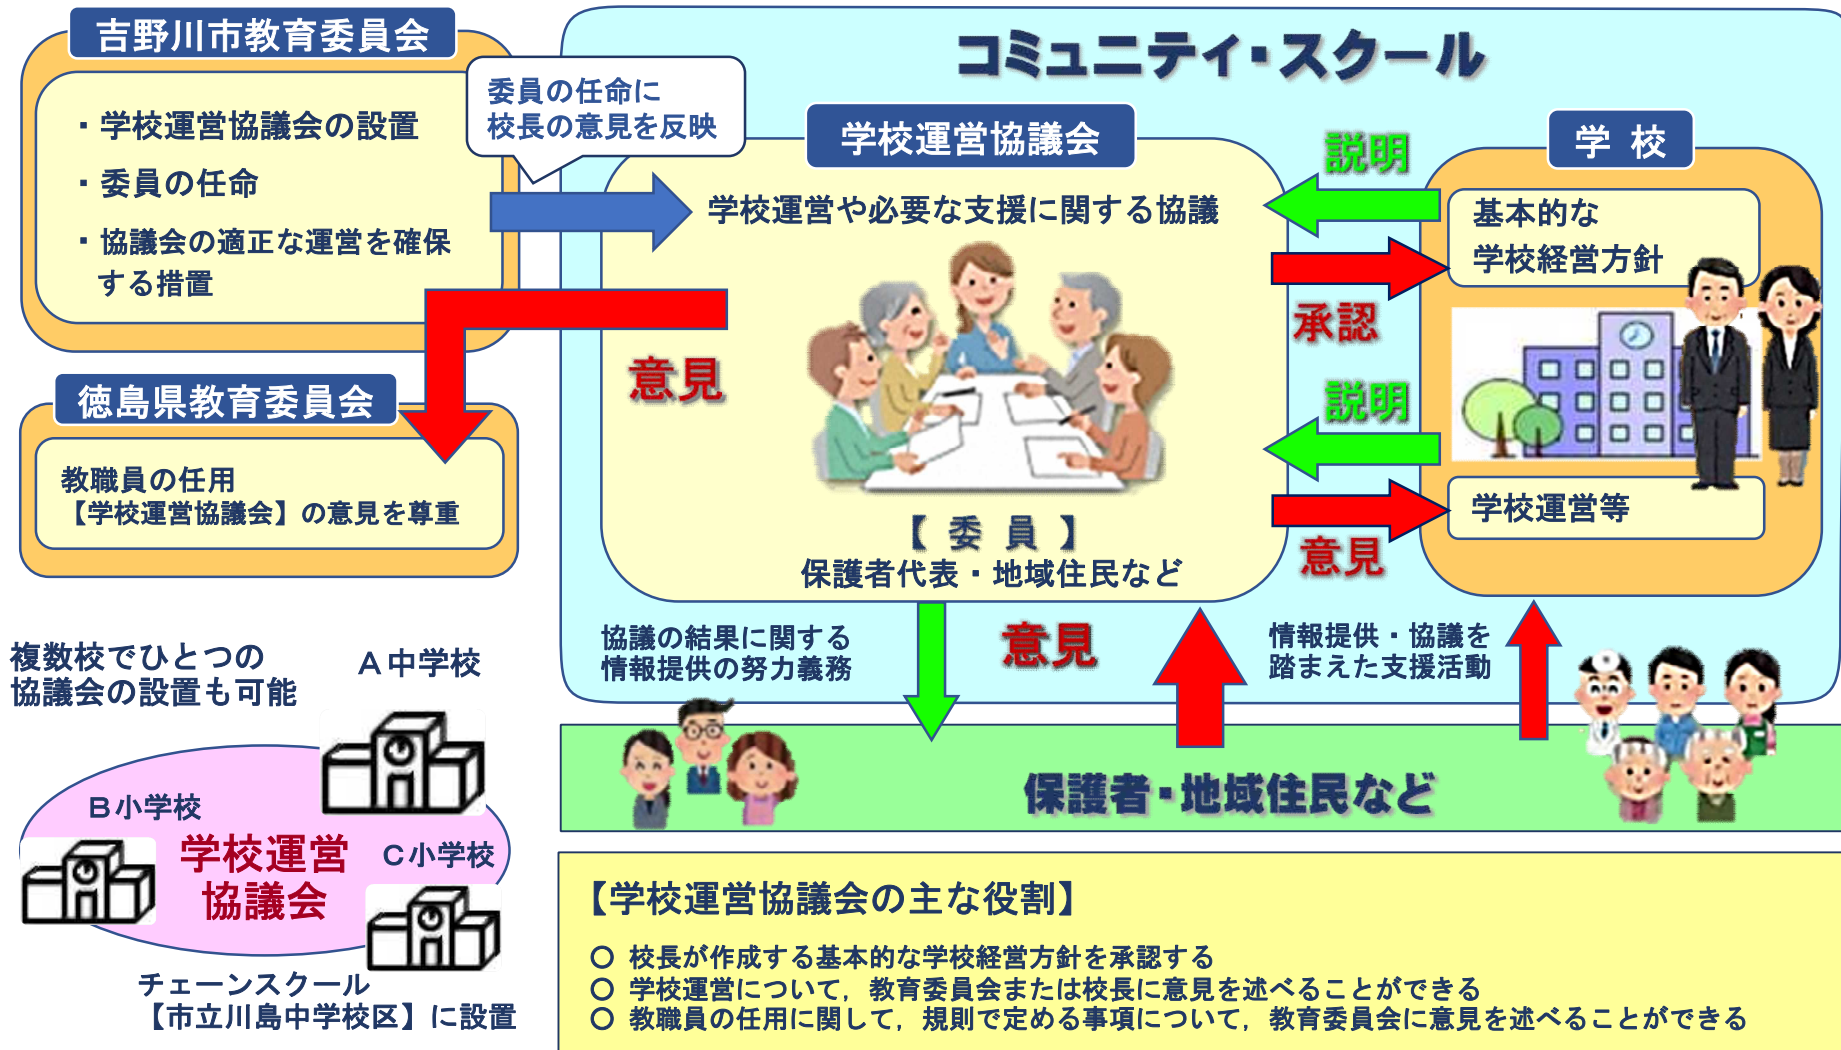 吉野川市教育委員会
・学校運営協議会の設置
・委員の任命
・協議会の適正な運営を確保
する措置
委員の任命に
校長の意見を反映
コミュニティ・スクール
学校運営協議会
学校運営や必要な支援に関する協議
意見
【 委 員 】
保護者代表・地域住民など
説明
承認
説明
意見
学 校
基本的な
学校経営方針
学校運営等
徳島県教育委員会
教職員の任用
【学校運営協議会】の意見を尊重
協議の結果に関する
情報提供の努力義務
意見
情報提供・協議を
踏まえた支援活動
保護者・地域住民など
複数校でひとつの
協議会の設置も可能
A中学校
B小学校
学校運営
協議会
C小学校
チェーンスクール
【市立川島中学校区】に設置
【学校運営協議会の主な役割】
○ 校長が作成する基本的な学校経営方針を承認する
○ 学校運営について，教育委員会または校長に意見を述べることができる
○ 教職員の任用に関して，規則で定める事項について，教育委員会に意見を述べることができる